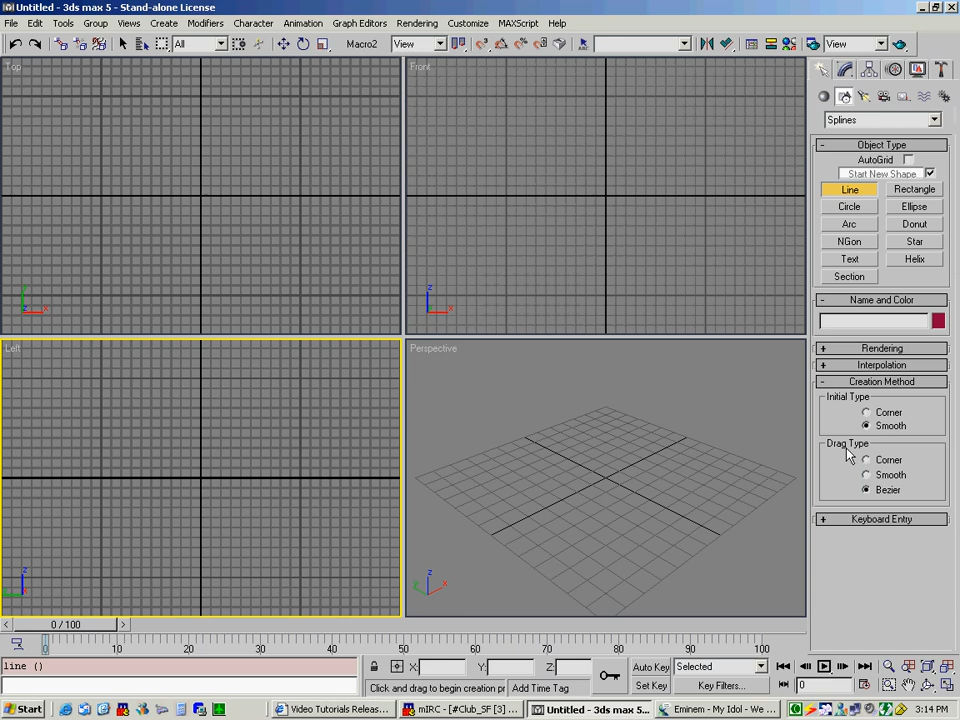 Untitled - 3ds max 5 - Stand-alone License
File Edit Tools Group Views Create Modifiers Character Animation Graph Editors Rendering Customize MAXScript Help
All Macro2 View View
Top Front
Splines
- Object Type
AutoGrid
Start New Shape
Line Rectangle
Circle Ellipse
Arc Donut
NGon Star
Text Helix
Section
- Name and Color
+ Rendering
+ Interpolation
- Creation Method
Initial Type
Corner
Smooth
Drag Type
Corner
Smooth
Bezier
+ Keyboard Entry
z
x
y
z
x
Left Perspective
z
z
x
y
< 0 / 100 >
0 10 20 30 40 50 60 70 80 90 100
line ()
X: Y: Z: Auto Key Selected
Click and drag to begin creation pr Add Time Tag Set Key Key Filters... 0
Start Video Tutorials Releas... mIRC - [#Club_5F [3] ... Untitled - 3ds max 5... Eminem - My Idol - We ... 3:14 PM